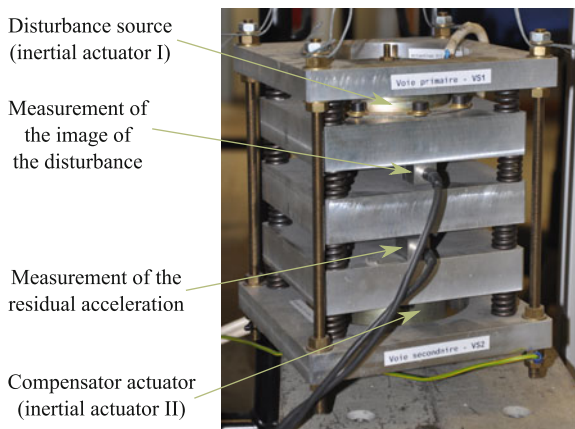 Disturbance source
(inertial actuator I)
Voie primaire - VS1
Measurement of
the image of
the disturbance
Measurement of the
residual acceleration
Voie secondaire - VS2
Compensator actuator
(inertial actuator II)